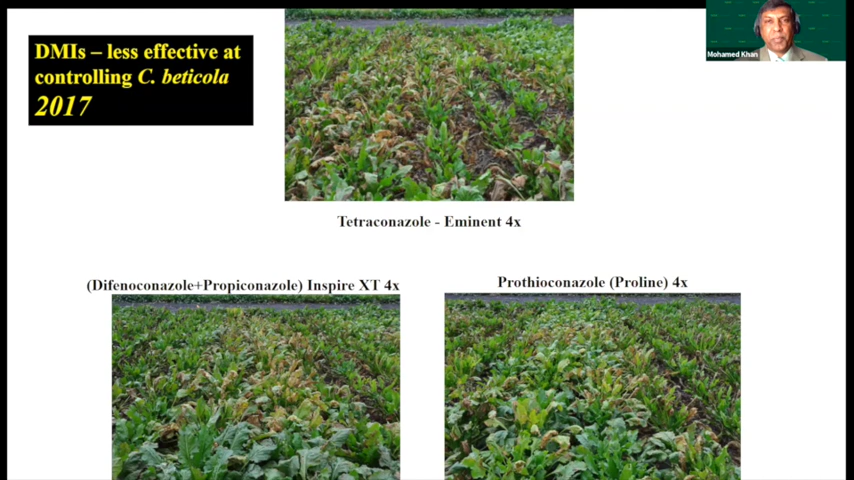 DMIs – less effective at
controlling C. beticola
2017
Mohamed Khan
Tetraconazole - Eminent 4x
(Difenoconazole+Propiconazole) Inspire XT 4x
Prothioconazole (Proline) 4x